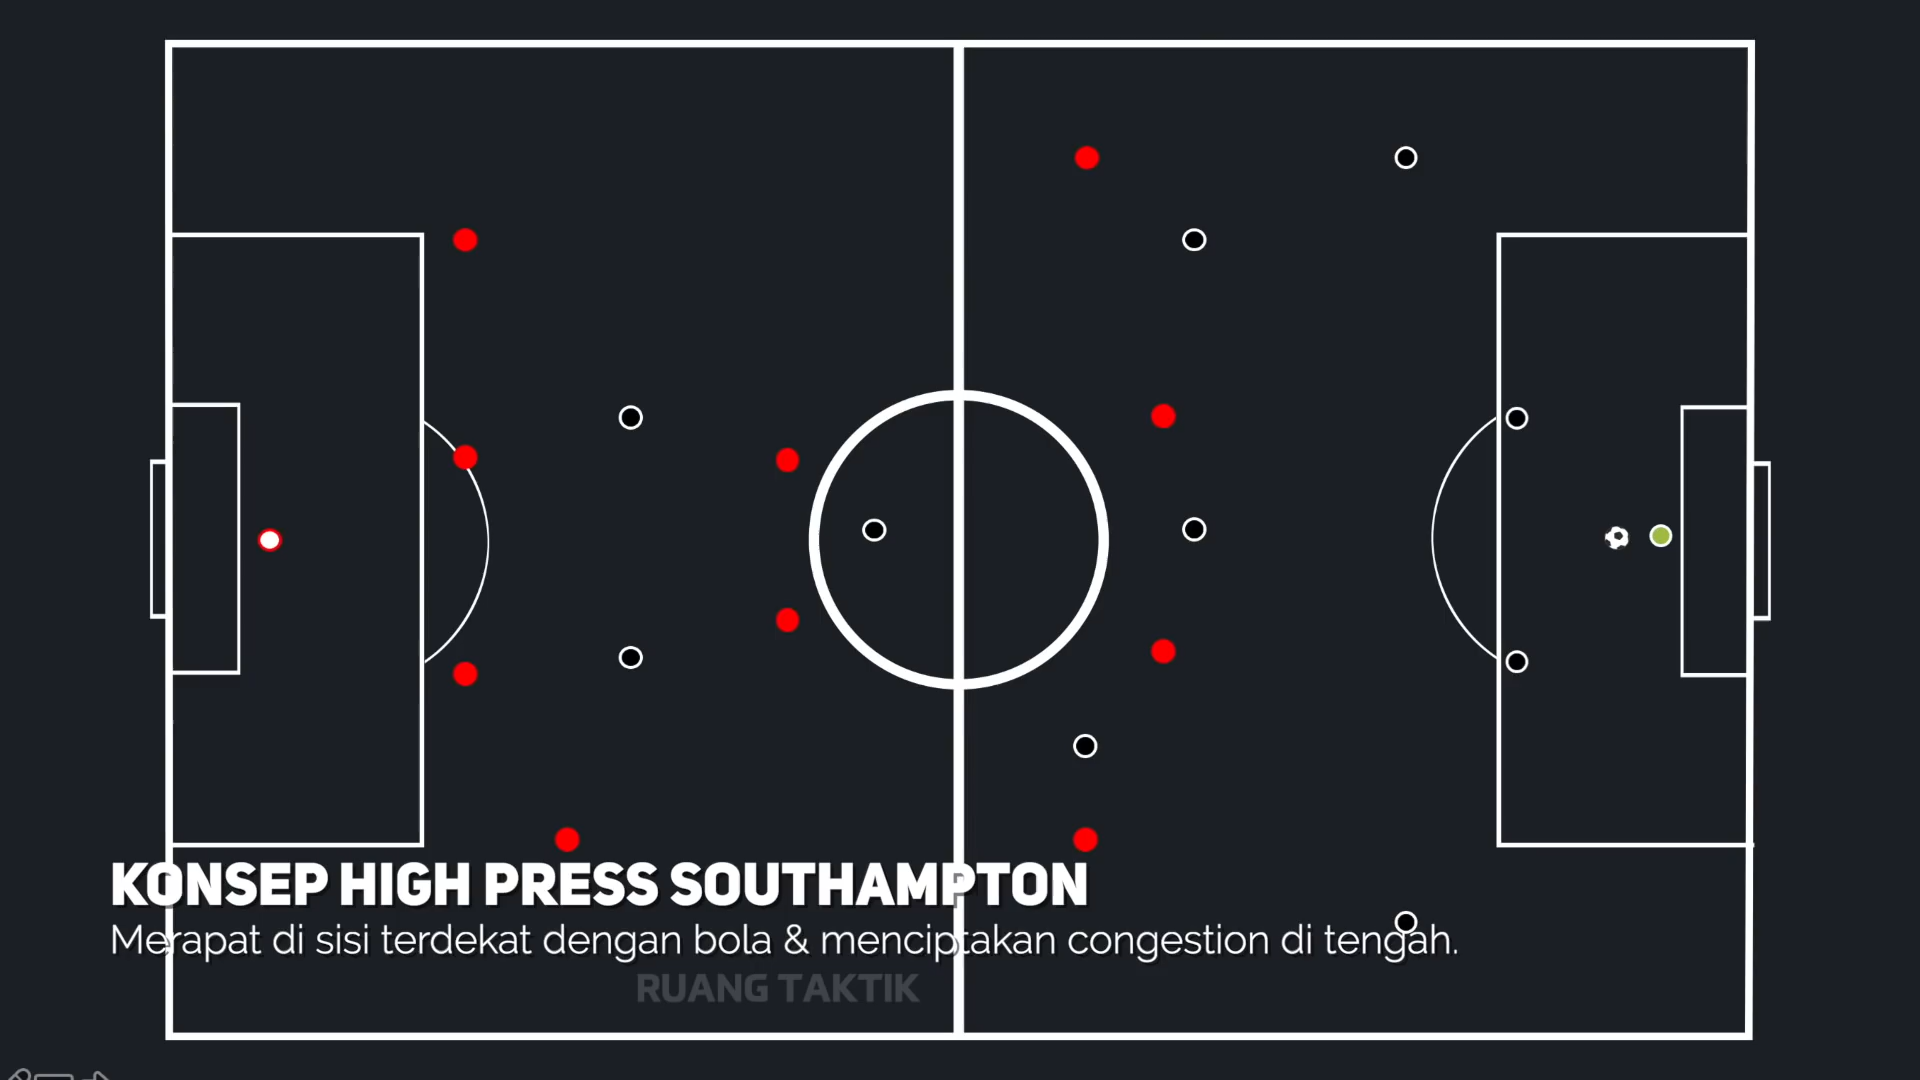 KONSEP HIGH PRESS SOUTHAMPTON
Merapat di sisi terdekat dengan bola & menciptakan congestion di tengah.
RUANG TAKTIK